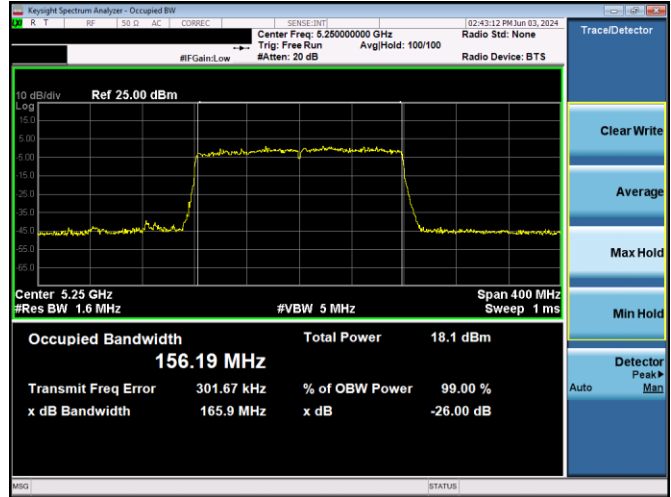 Keysight Spectrum Analyzer - Occupied BW
LXI R T RF 50 Ω AC CORREC SENSE:INT 02:43:12 PM Jun 03, 2024
Center Freq: 5.250000000 GHz Radio Std: None
Trig: Free Run Avg|Hold: 100/100
#IFGain:Low #Atten: 20 dB Radio Device: BTS
10 dB/div Ref 25.00 dBm
Log
15.0
5.00
-5.00
-15.0
-25.0
-35.0
-45.0
-55.0
-65.0
Center 5.25 GHz Span 400 MHz
#Res BW 1.6 MHz #VBW 5 MHz Sweep 1 ms
Occupied Bandwidth Total Power 18.1 dBm
156.19 MHz
Transmit Freq Error 301.67 kHz % of OBW Power 99.00 %
x dB Bandwidth 165.9 MHz x dB -26.00 dB
MSG STATUS
Trace/Detector
Clear Write
Average
Max Hold
Min Hold
Detector
Peak▶
Auto Man